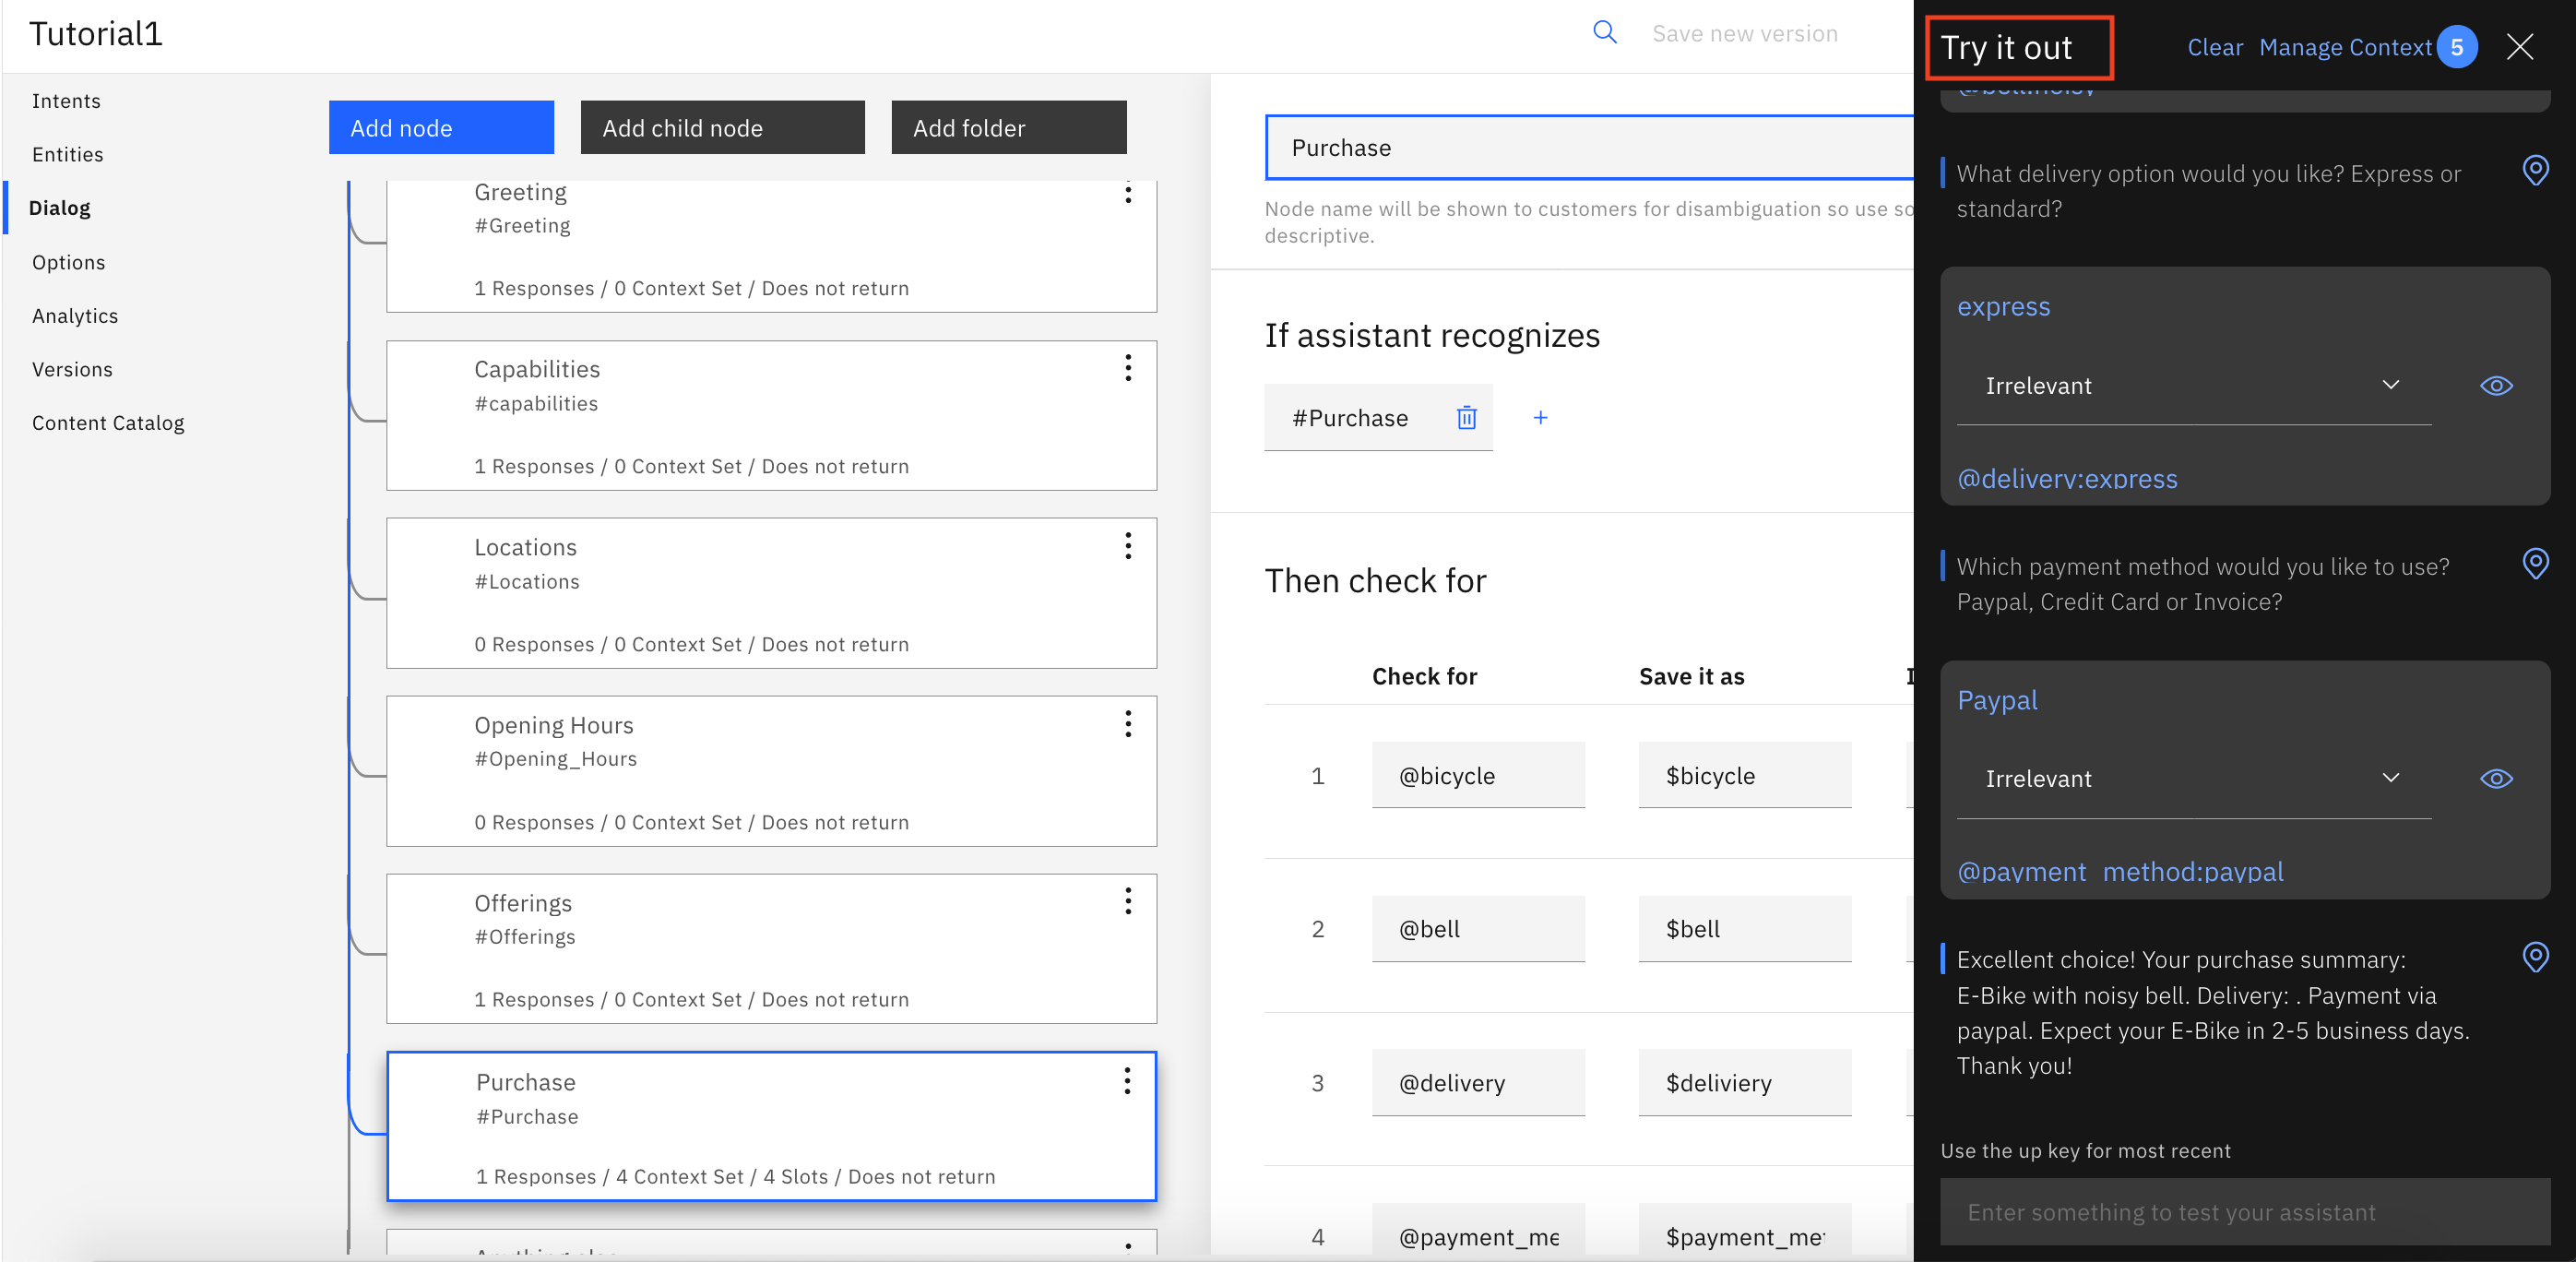 Tutorial1
Save new version
Intents
Entities
Dialog
Options
Analytics
Versions
Content Catalog
Add node
Add child node
Add folder
Greeting
#Greeting
1 Responses / 0 Context Set / Does not return
Capabilities
#capabilities
1 Responses / 0 Context Set / Does not return
Locations
#Locations
0 Responses / 0 Context Set / Does not return
Opening Hours
#Opening_Hours
0 Responses / 0 Context Set / Does not return
Offerings
#Offerings
1 Responses / 0 Context Set / Does not return
Purchase
#Purchase
1 Responses / 4 Context Set / 4 Slots / Does not return
Purchase
Node name will be shown to customers for disambiguation so use so
descriptive.
If assistant recognizes
#Purchase
+
Then check for
Check for Save it as
1 @bicycle $bicycle
2 @bell $bell
3 @delivery $deliviery
4 @payment_me $payment_me
Try it out
Clear Manage Context 5
@bell:noisy
What delivery option would you like? Express or
standard?
express
Irrelevant
@delivery:express
Which payment method would you like to use?
Paypal, Credit Card or Invoice?
Paypal
Irrelevant
@payment_method:paypal
Excellent choice! Your purchase summary:
E-Bike with noisy bell. Delivery: . Payment via
paypal. Expect your E-Bike in 2-5 business days.
Thank you!
Use the up key for most recent
Enter something to test your assistant